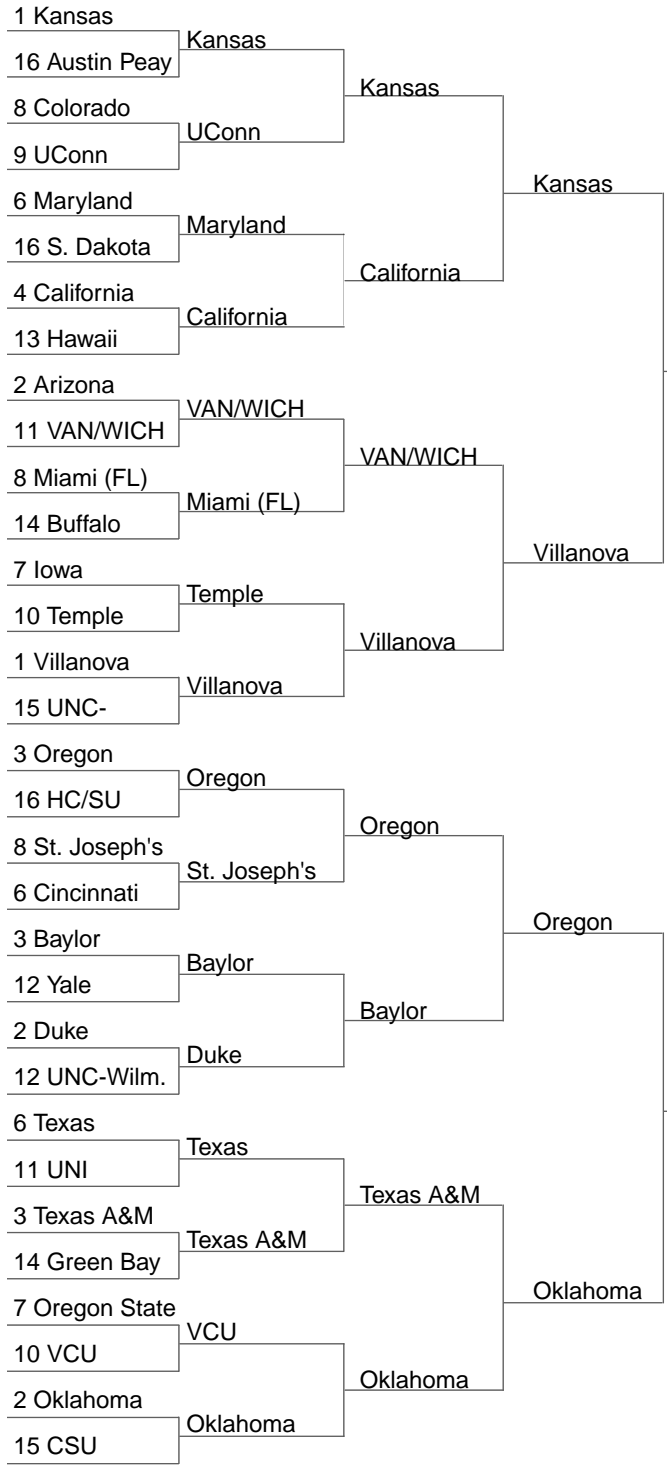 1 Kansas
16 Austin Peay
8 Colorado
9 UConn
6 Maryland
16 S. Dakota
4 California
13 Hawaii
2 Arizona
11 VAN/WICH
8 Miami (FL)
14 Buffalo
7 Iowa
10 Temple
1 Villanova
15 UNC-
3 Oregon
16 HC/SU
8 St. Joseph's
6 Cincinnati
3 Baylor
12 Yale
2 Duke
12 UNC-Wilm.
6 Texas
11 UNI
3 Texas A&M
14 Green Bay
7 Oregon State
10 VCU
2 Oklahoma
15 CSU
Kansas
UConn
Maryland
California
VAN/WICH
Miami (FL)
Temple
Villanova
Oregon
St. Joseph's
Baylor
Duke
Texas
Texas A&M
VCU
Oklahoma
Kansas
California
VAN/WICH
Villanova
Oregon
Baylor
Texas A&M
Oklahoma
Kansas
Villanova
Oregon
Oklahoma